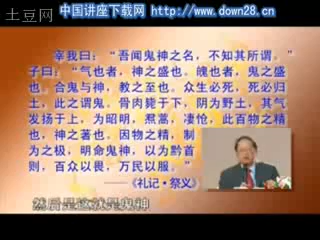 土豆网
中国讲座下载网 www.down28.cn
宰我曰：“吾闻鬼神之名，不知其所谓。”
子曰：“气也者，神之盛也。魄也者，鬼之盛
也。合鬼与神，教之至也。众生必死，死必归
土，此之谓鬼。骨肉毙于下，阴为野土，其气
发扬于上，为昭明，焄蒿，凄怆，此百物之精
也，神之著也。因物之精，制
为之极，明命鬼神，以为黔首
则，百众以畏，万民以服。”
——《礼记·祭义》
然后是这就是鬼神